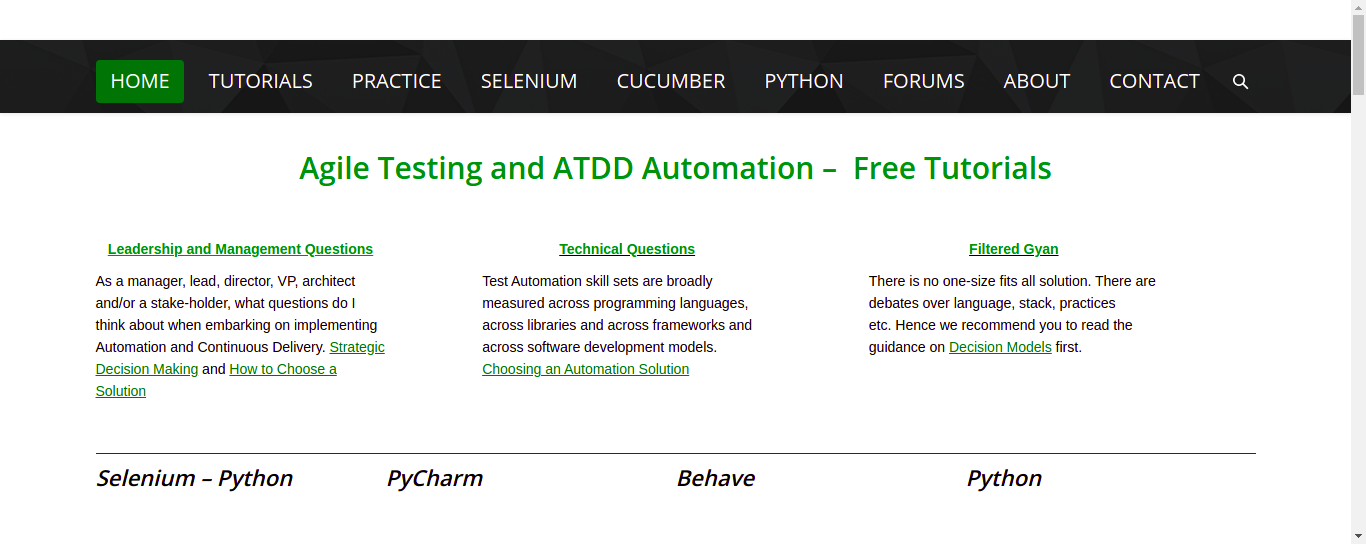 HOME TUTORIALS PRACTICE SELENIUM CUCUMBER PYTHON FORUMS ABOUT CONTACT
Agile Testing and ATDD Automation – Free Tutorials
Leadership and Management Questions
As a manager, lead, director, VP, architect
and/or a stake-holder, what questions do I
think about when embarking on implementing
Automation and Continuous Delivery. Strategic
Decision Making and How to Choose a
Solution
Technical Questions
Test Automation skill sets are broadly
measured across programming languages,
across libraries and across frameworks and
across software development models.
Choosing an Automation Solution
Filtered Gyan
There is no one-size fits all solution. There are
debates over language, stack, practices
etc. Hence we recommend you to read the
guidance on Decision Models first.
Selenium – Python PyCharm Behave Python